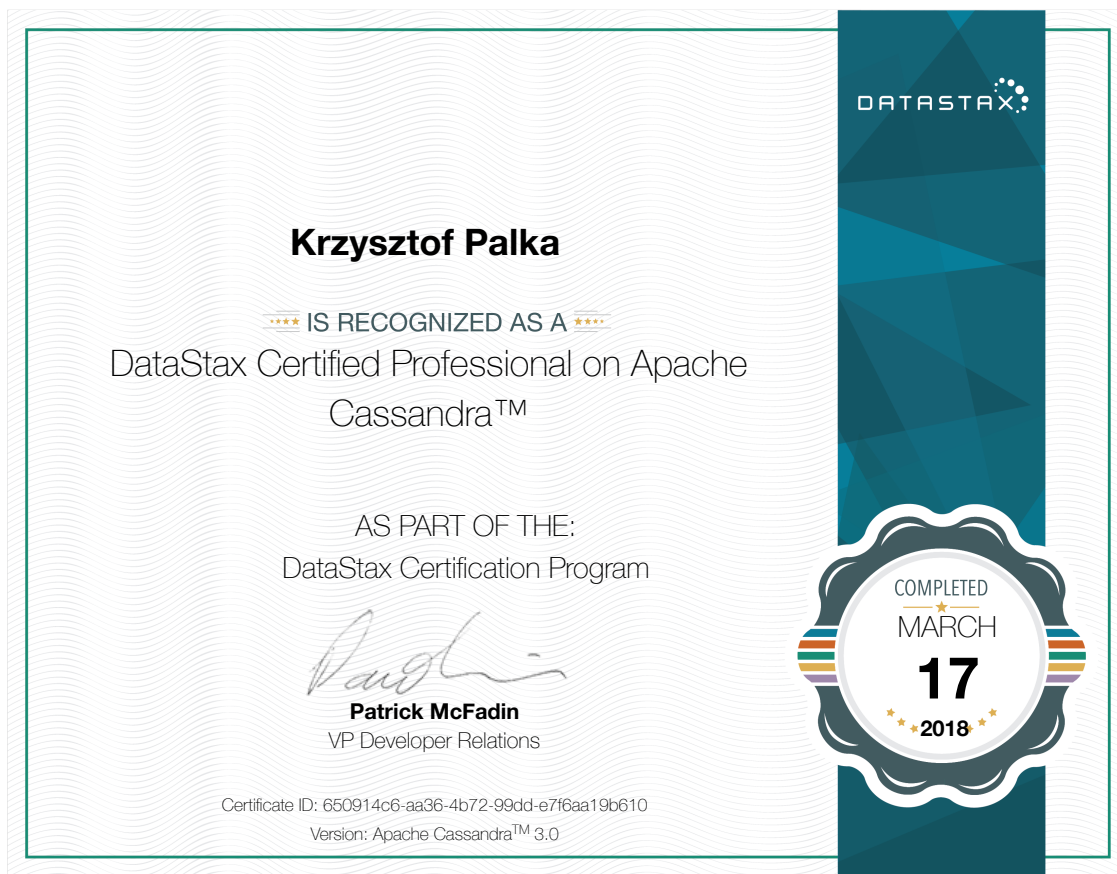 DATASTAX
Krzysztof Palka
IS RECOGNIZED AS A
DataStax Certified Professional on Apache
Cassandra™
AS PART OF THE:
DataStax Certification Program
Patrick McFadin
VP Developer Relations
Certificate ID: 650914c6-aa36-4b72-99dd-e7f6aa19b610
Version: Apache Cassandra™ 3.0
COMPLETED
MARCH
17
2018